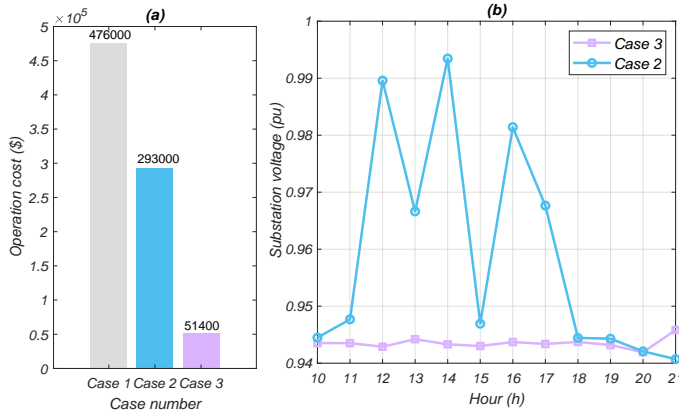 (a)
×10⁵
5
4.5
4
3.5
3
2.5
2
1.5
1
0.5
0
Operation cost ($)
476000
293000
51400
Case 1 Case 2 Case 3
Case number
(b)
1
0.99
0.98
0.97
0.96
0.95
0.94
Substation voltage (pu)
Case 3
Case 2
10 11 12 13 14 15 16 17 18 19 20 21
Hour (h)